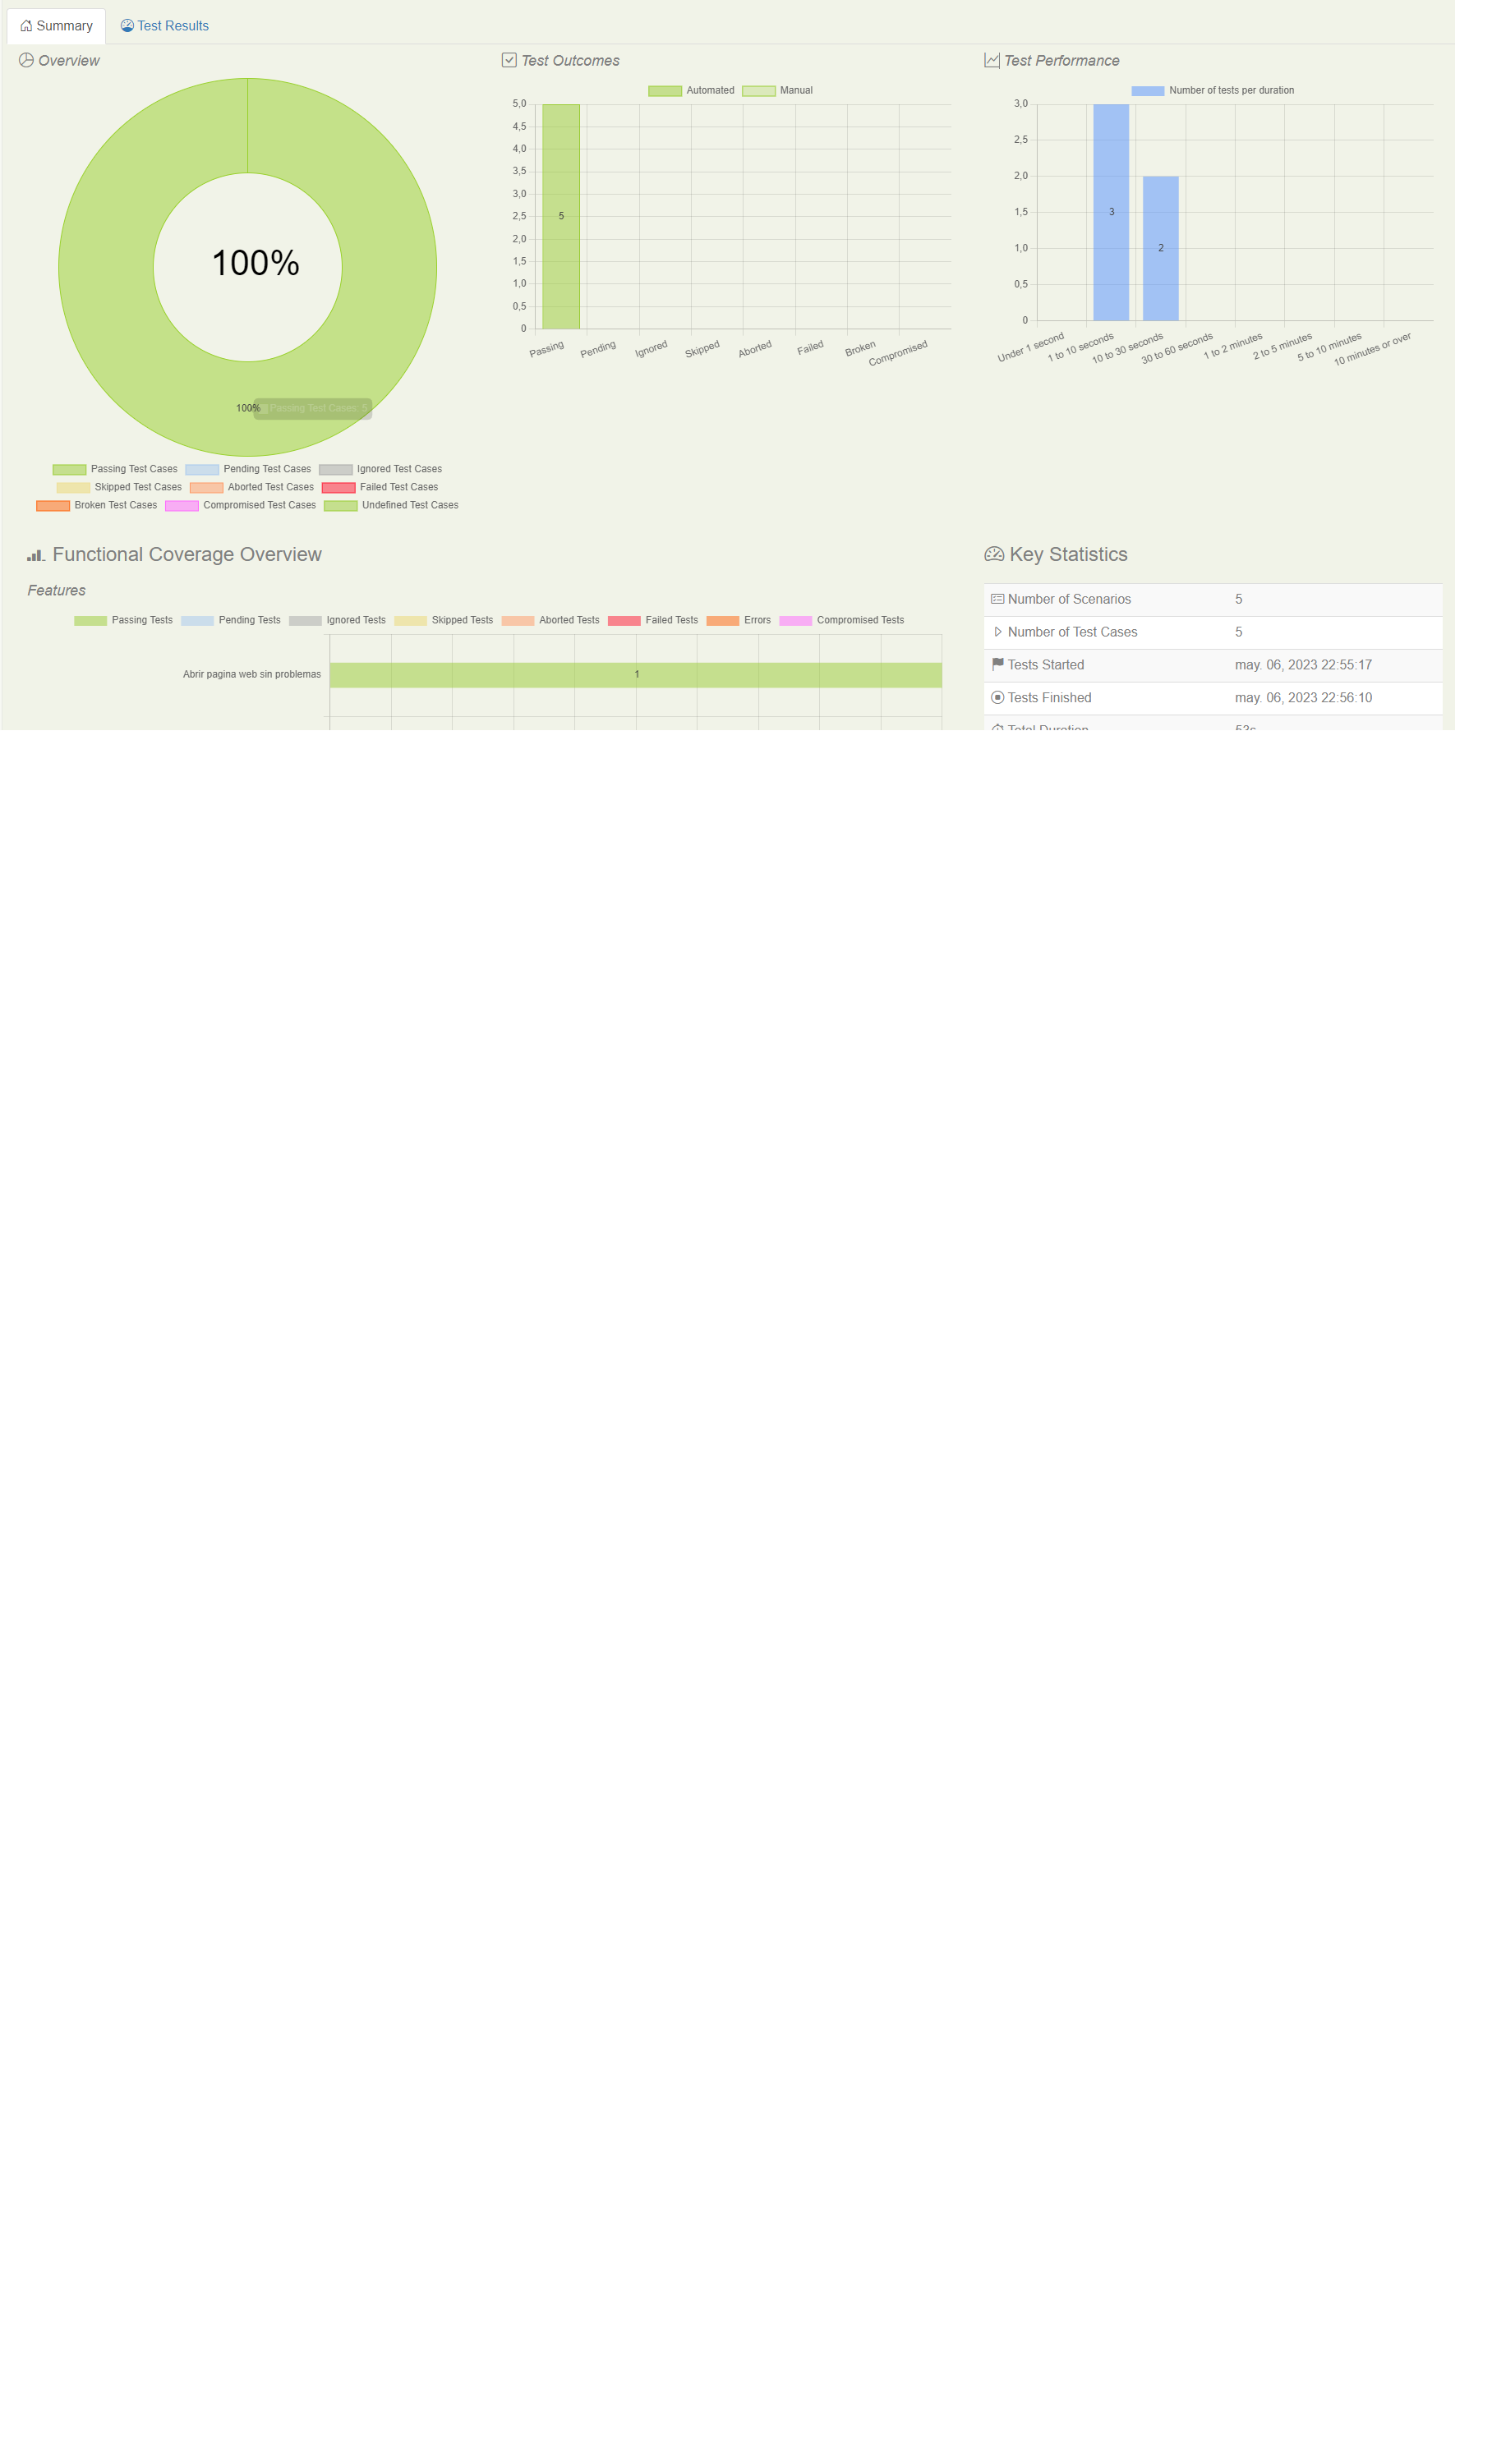 Summary
Test Results
Overview
100%
100%
Passing Test Cases: 5
Passing Test Cases Pending Test Cases Ignored Test Cases
Skipped Test Cases Aborted Test Cases Failed Test Cases
Broken Test Cases Compromised Test Cases Undefined Test Cases
Test Outcomes
Automated Manual
5,0
4,5
4,0
3,5
3,0
2,5
2,0
1,5
1,0
0,5
0
5
Passing Pending Ignored Skipped Aborted Failed Broken Compromised
Test Performance
Number of tests per duration
3,0
2,5
2,0
1,5
1,0
0,5
0
3
2
Under 1 second 1 to 10 seconds 10 to 30 seconds 30 to 60 seconds 1 to 2 minutes 2 to 5 minutes 5 to 10 minutes 10 minutes or over
Functional Coverage Overview
Features
Passing Tests Pending Tests Ignored Tests Skipped Tests Aborted Tests Failed Tests Errors Compromised Tests
Abrir pagina web sin problemas
1
Key Statistics
Number of Scenarios 5
Number of Test Cases 5
Tests Started may. 06, 2023 22:55:17
Tests Finished may. 06, 2023 22:56:10
Total Duration 53s